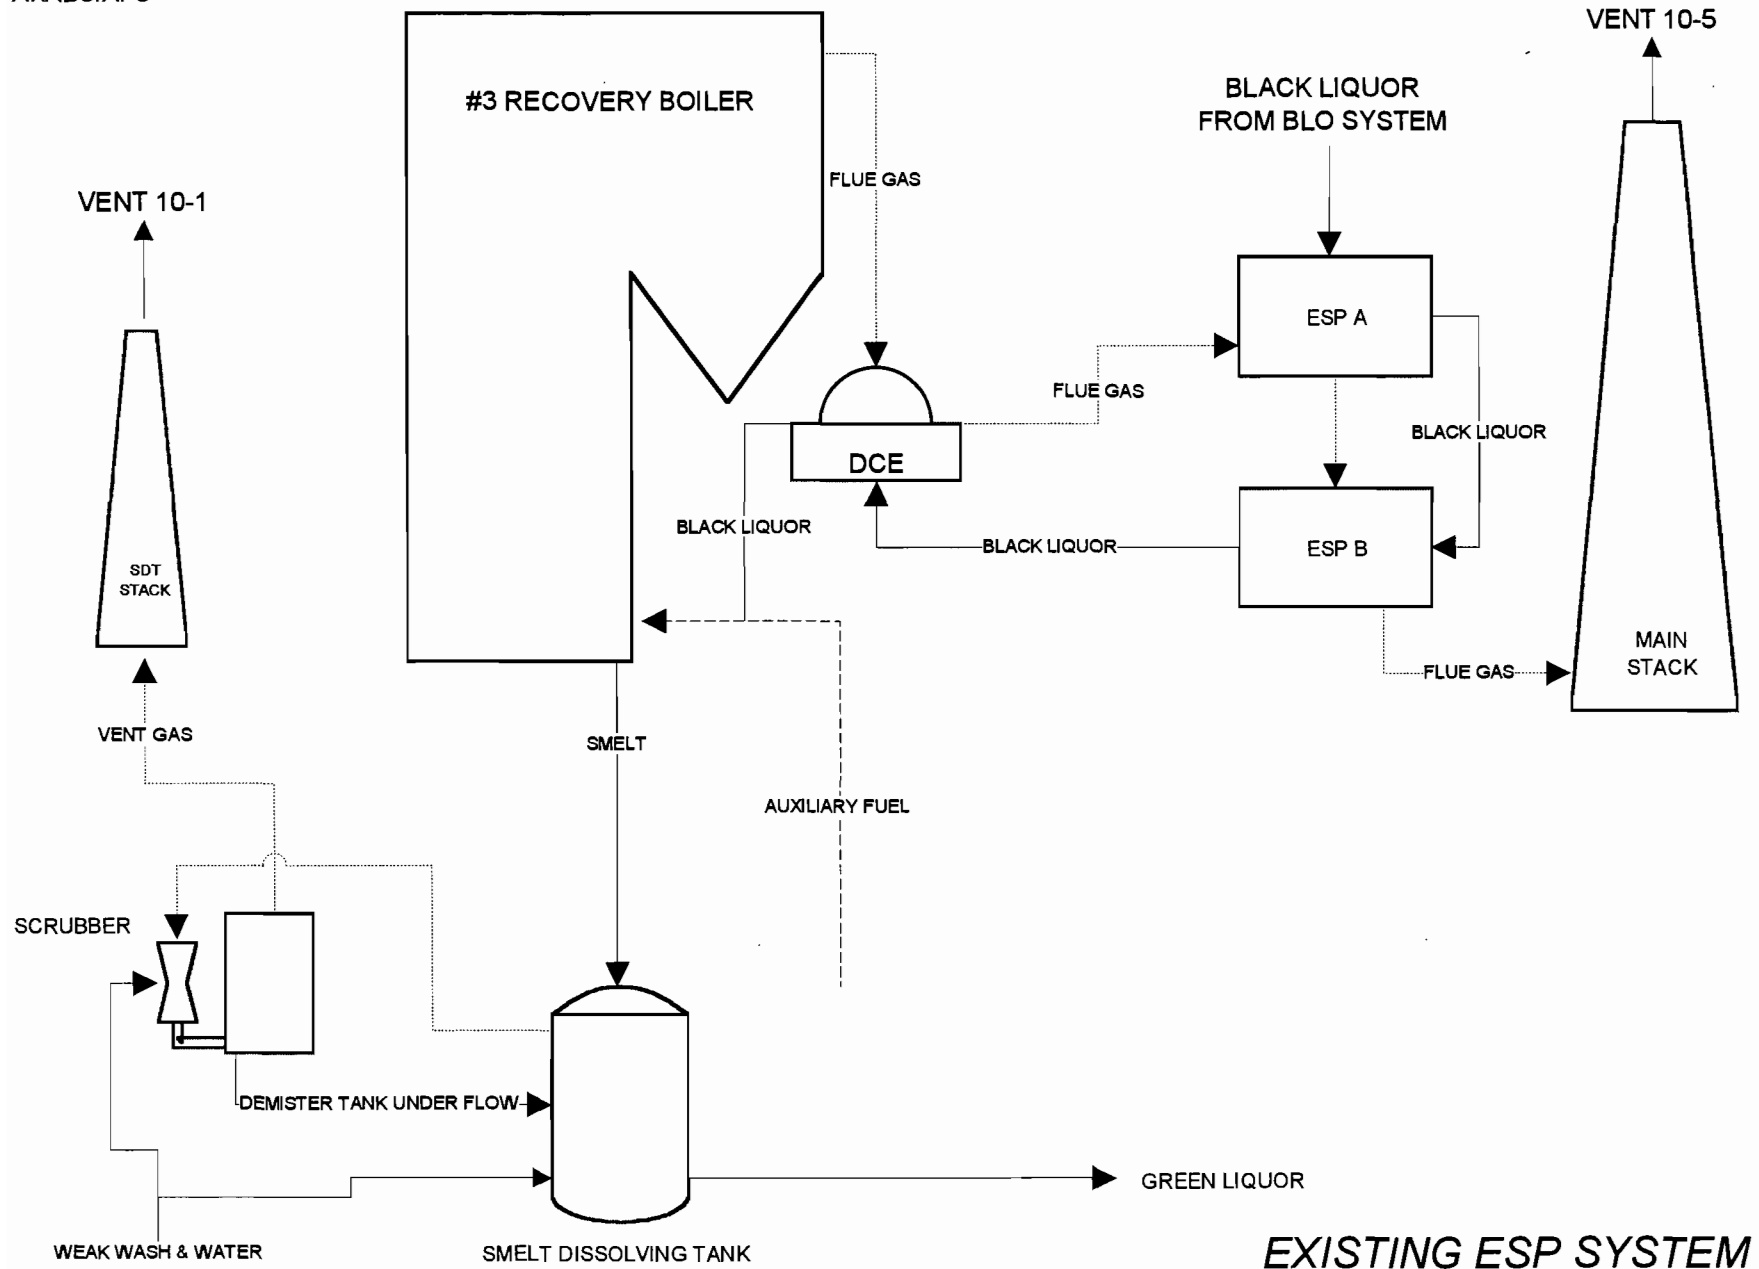 VENT 10-5
#3 RECOVERY BOILER
BLACK LIQUOR
FROM BLO SYSTEM
FLUE GAS
VENT 10-1
ESP A
FLUE GAS
BLACK LIQUOR
DCE
BLACK LIQUOR
BLACK LIQUOR
ESP B
SDT
STACK
MAIN
STACK
FLUE GAS
VENT GAS
SMELT
AUXILIARY FUEL
SCRUBBER
DEMISTER TANK UNDER FLOW
GREEN LIQUOR
WEAK WASH & WATER
SMELT DISSOLVING TANK
EXISTING ESP SYSTEM